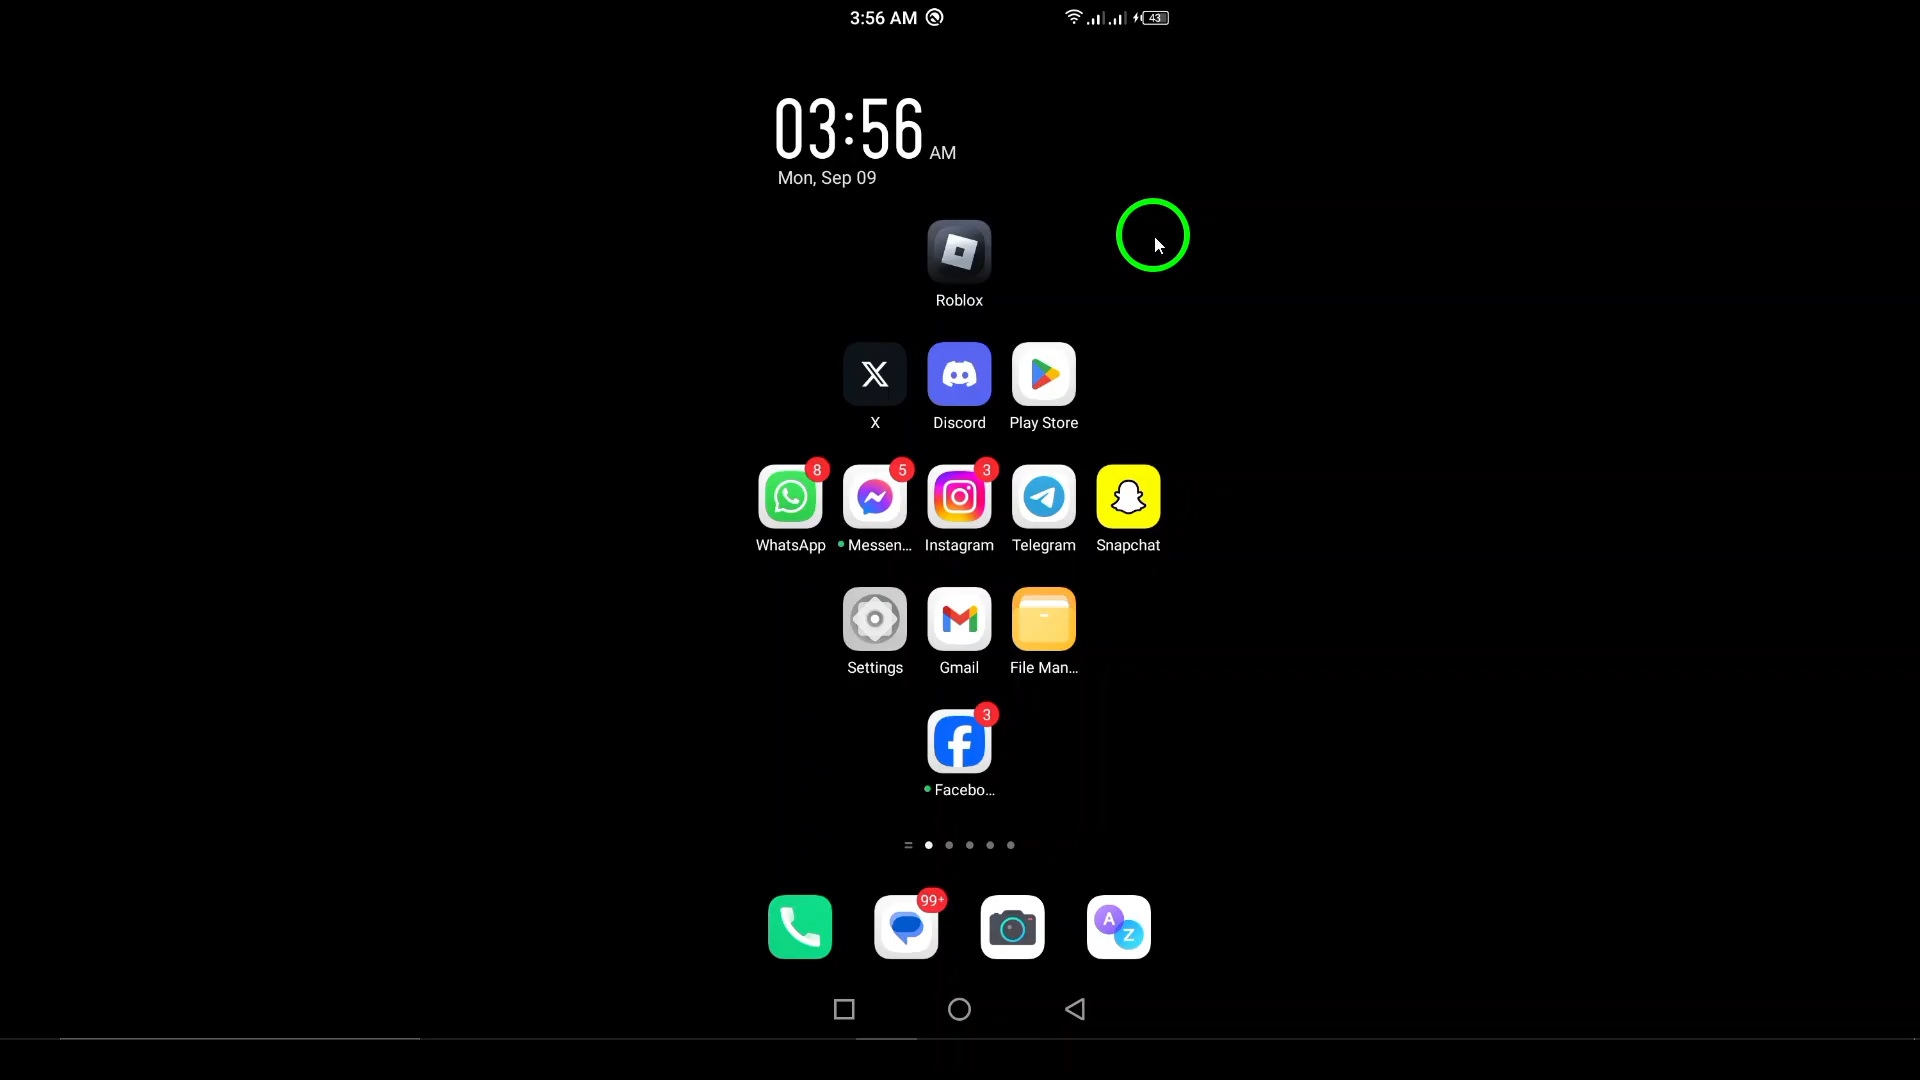 3:56 AM
43
03:56 AM
Mon, Sep 09
Roblox
X Discord Play Store
8 5 3
WhatsApp Messen... Instagram Telegram Snapchat
Settings Gmail File Man...
3
Facebo...
99+
A Z